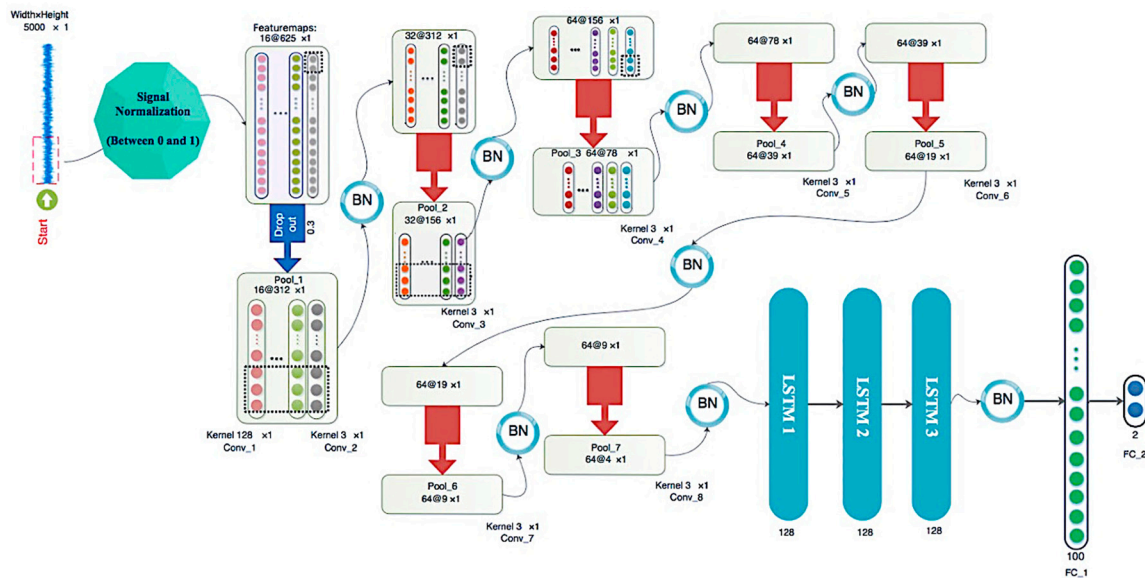 Width×Height
5000 × 1
Start
Signal
Normalization
(Between 0 and 1)
Featuremaps:
16@625 ×1
Drop
out
0.3
Pool_1
16@312 ×1
Kernel 128 ×1
Conv_1
Kernel 3 ×1
Conv_2
BN
32@312 ×1
Pool_2
32@156 ×1
Kernel 3 ×1
Conv_3
BN
64@156 ×1
Pool_3 64@78 ×1
Kernel 3 ×1
Conv_4
BN
64@78 ×1
Pool_4
64@39 ×1
Kernel 3 ×1
Conv_5
BN
64@39 ×1
Pool_5
64@19 ×1
Kernel 3 ×1
Conv_6
BN
64@19 ×1
Pool_6
64@9 ×1
Kernel 3 ×1
Conv_7
BN
64@9 ×1
Pool_7
64@4 ×1
Kernel 3 ×1
Conv_8
BN
LSTM 1
128
LSTM 2
128
LSTM 3
128
BN
100
FC_1
2
FC_2